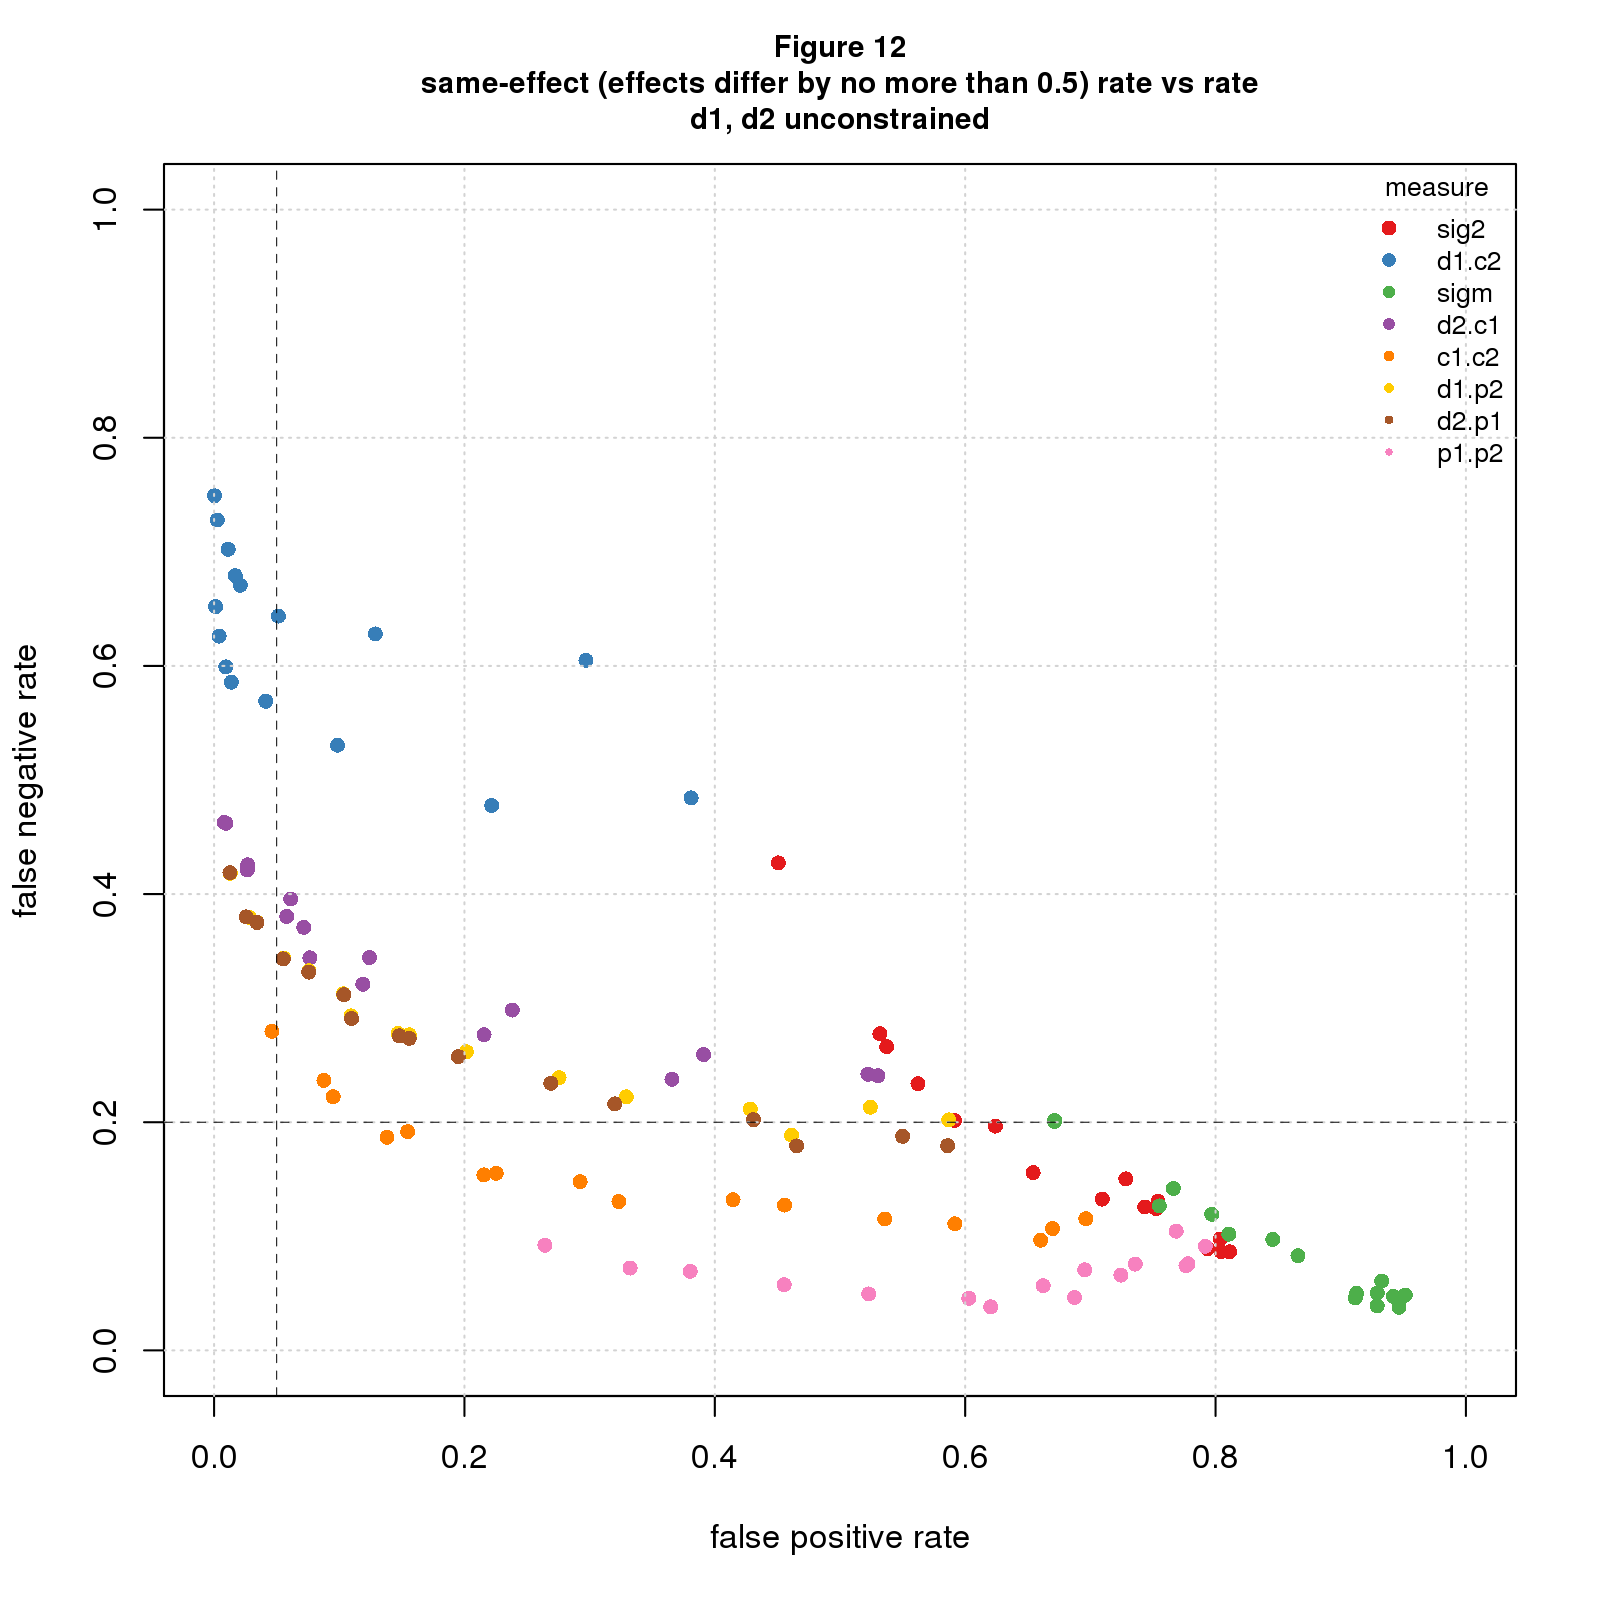 Figure 12
same-effect (effects differ by no more than 0.5) rate vs rate
d1, d2 unconstrained
measure
sig2
d1.c2
sigm
d2.c1
c1.c2
d1.p2
d2.p1
p1.p2
false negative rate
1.0
0.8
0.6
0.4
0.2
0.0
0.0 0.2 0.4 0.6 0.8 1.0
false positive rate